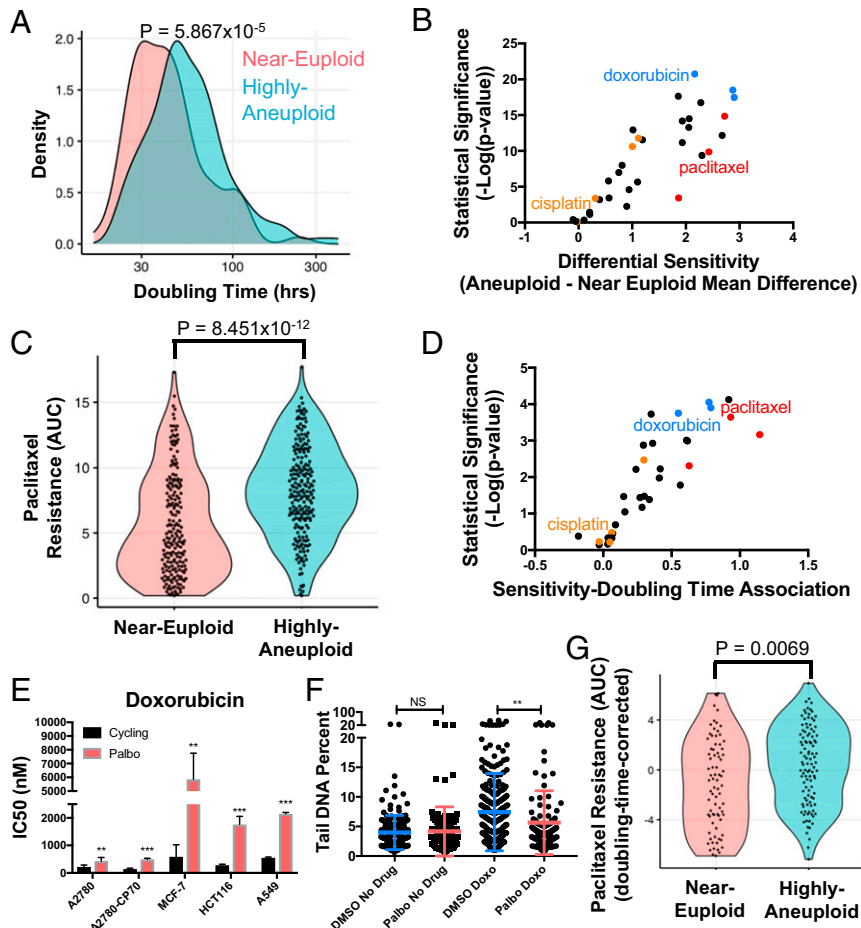 A
P = 5.867x10-5
Near-Euploid
Highly-
Aneuploid
2.0
1.5
1.0
0.5
0.0
Density
30
100
300
Doubling Time (hrs)
B
25
20
15
10
5
0
Statistical Significance
(-Log(p-value))
doxorubicin
paclitaxel
cisplatin
-1
0
1
2
3
4
Differential Sensitivity
(Aneuploid - Near Euploid Mean Difference)
C
P = 8.451x10-12
15
10
5
0
Paclitaxel
Resistance (AUC)
Near-Euploid
Highly-
Aneuploid
D
5
4
3
2
1
0
Statistical Significance
(-Log(p-value))
paclitaxel
doxorubicin
cisplatin
-0.5
0.0
0.5
1.0
1.5
Sensitivity-Doubling Time Association
E
Doxorubicin
10000
9000
8000
7000
6000
5000
4000
2000
0
IC50 (nM)
Cycling
Palbo
**
***
**
***
***
A2780
A2780-CP70
MCF-7
HCT116
A549
F
100
20
20
15
10
5
0
Tail DNA Percent
NS
**
DMSO No Drug
Palbo No Drug
DMSO Doxo
Palbo Doxo
G
P = 0.0069
4
0
-4
Paclitaxel Resistance (AUC)
(doubling-time-corrected)
Near-
Euploid
Highly-
Aneuploid